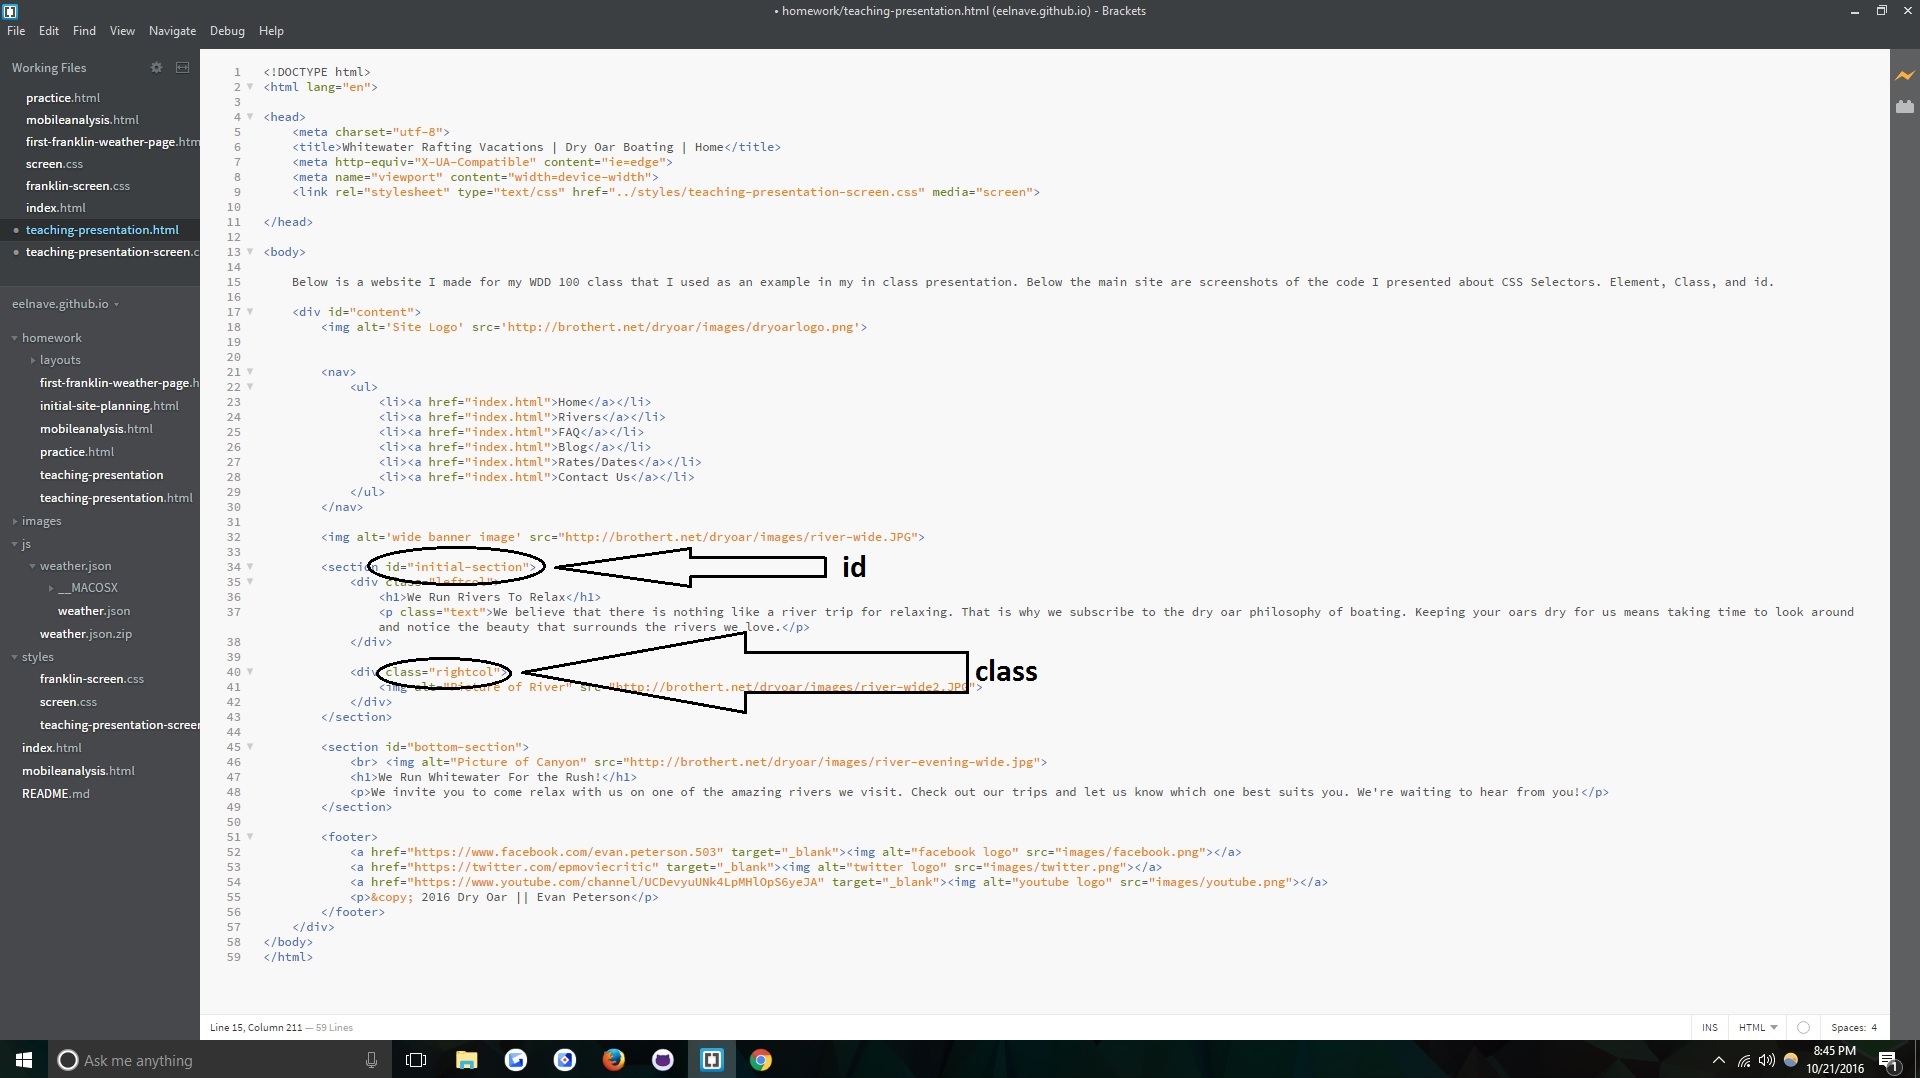 • homework/teaching-presentation.html (eelnave.github.io) - Brackets
File Edit Find View Navigate Debug Help
Working Files
practice.html
mobileanalysis.html
first-franklin-weather-page.htm
screen.css
franklin-screen.css
index.html
teaching-presentation.html
teaching-presentation-screen.c
eelnave.github.io
homework
layouts
first-franklin-weather-page.h
initial-site-planning.html
mobileanalysis.html
practice.html
teaching-presentation
teaching-presentation.html
images
js
weather.json
__MACOSX
weather.json
weather.json.zip
styles
franklin-screen.css
screen.css
teaching-presentation-screen
index.html
mobileanalysis.html
README.md
1 <!DOCTYPE html>
2 <html lang="en">
3
4 <head>
5 <meta charset="utf-8">
6 <title>Whitewater Rafting Vacations | Dry Oar Boating | Home</title>
7 <meta http-equiv="X-UA-Compatible" content="ie=edge">
8 <meta name="viewport" content="width=device-width">
9 <link rel="stylesheet" type="text/css" href="../styles/teaching-presentation-screen.css" media="screen">
10
11 </head>
12
13 <body>
14
15 Below is a website I made for my WDD 100 class that I used as an example in my in class presentation. Below the main site are screenshots of the code I presented about CSS Selectors. Element, Class, and id.
16
17 <div id="content">
18 <img alt='Site Logo' src='http://brothert.net/dryoar/images/dryoarlogo.png'>
19
20
21 <nav>
22 <ul>
23 <li><a href="index.html">Home</a></li>
24 <li><a href="index.html">Rivers</a></li>
25 <li><a href="index.html">FAQ</a></li>
26 <li><a href="index.html">Blog</a></li>
27 <li><a href="index.html">Rates/Dates</a></li>
28 <li><a href="index.html">Contact Us</a></li>
29 </ul>
30 </nav>
31
32 <img alt='wide banner image' src="http://brothert.net/dryoar/images/river-wide.JPG">
33
34 <section id="initial-section"> id
35 <div class="leftcol">
36 <h1>We Run Rivers To Relax</h1>
37 <p class="text">We believe that there is nothing like a river trip for relaxing. That is why we subscribe to the dry oar philosophy of boating. Keeping your oars dry for us means taking time to look around
and notice the beauty that surrounds the rivers we love.</p>
38 </div>
39
40 <div class="rightcol"> class
41 <img alt="Picture of River" src="http://brothert.net/dryoar/images/river-wide2.JPG">
42 </div>
43 </section>
44
45 <section id="bottom-section">
46 <br> <img alt="Picture of Canyon" src="http://brothert.net/dryoar/images/river-evening-wide.jpg">
47 <h1>We Run Whitewater For the Rush!</h1>
48 <p>We invite you to come relax with us on one of the amazing rivers we visit. Check out our trips and let us know which one best suits you. We're waiting to hear from you!</p>
49 </section>
50
51 <footer>
52 <a href="https://www.facebook.com/evan.peterson.503" target="_blank"><img alt="facebook logo" src="images/facebook.png"></a>
53 <a href="https://twitter.com/epmoviecritic" target="_blank"><img alt="twitter logo" src="images/twitter.png"></a>
54 <a href="https://www.youtube.com/channel/UCDevyuUNk4LpMHlOpS6yeJA" target="_blank"><img alt="youtube logo" src="images/youtube.png"></a>
55 <p>&copy; 2016 Dry Oar || Evan Peterson</p>
56 </footer>
57 </div>
58 </body>
59 </html>
Line 15, Column 211 — 59 Lines
INS HTML Spaces: 4
Ask me anything
8:45 PM
10/21/2016
1